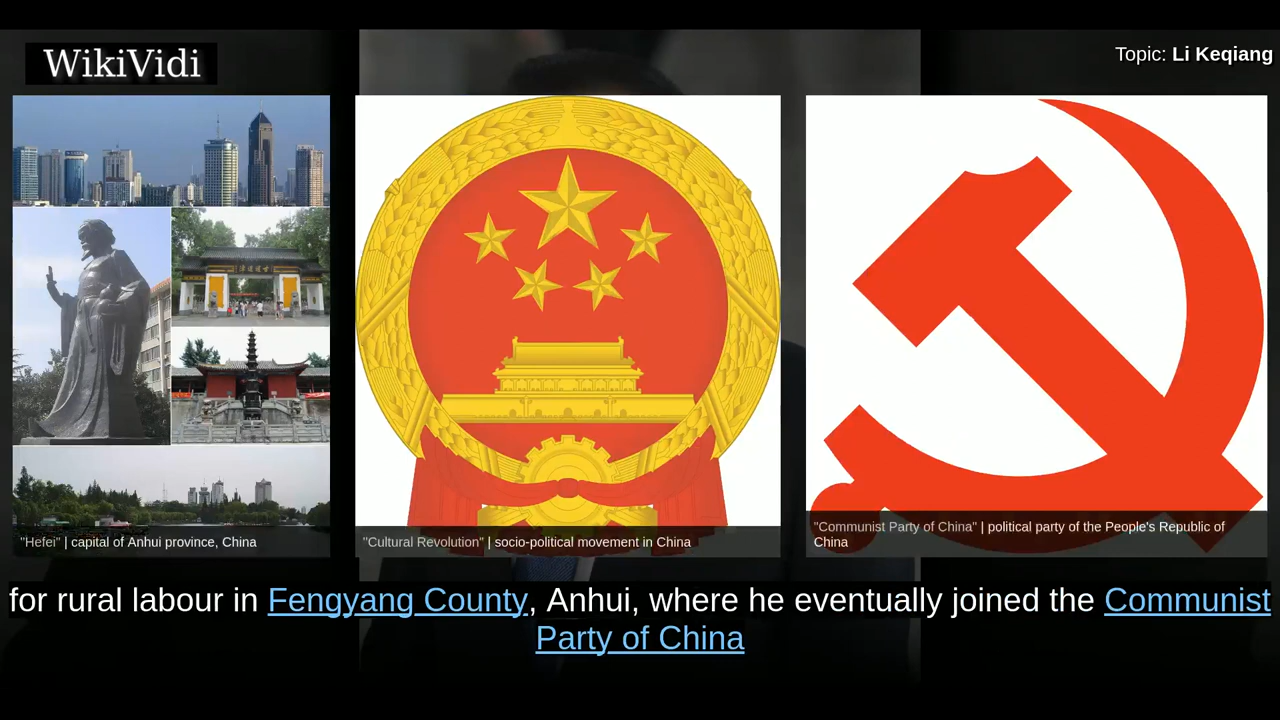 WikiVidi
Topic: Li Keqiang
"Hefei" | capital of Anhui province, China
"Cultural Revolution" | socio-political movement in China
"Communist Party of China" | political party of the People's Republic of
China
for rural labour in Fengyang County, Anhui, where he eventually joined the Communist
Party of China